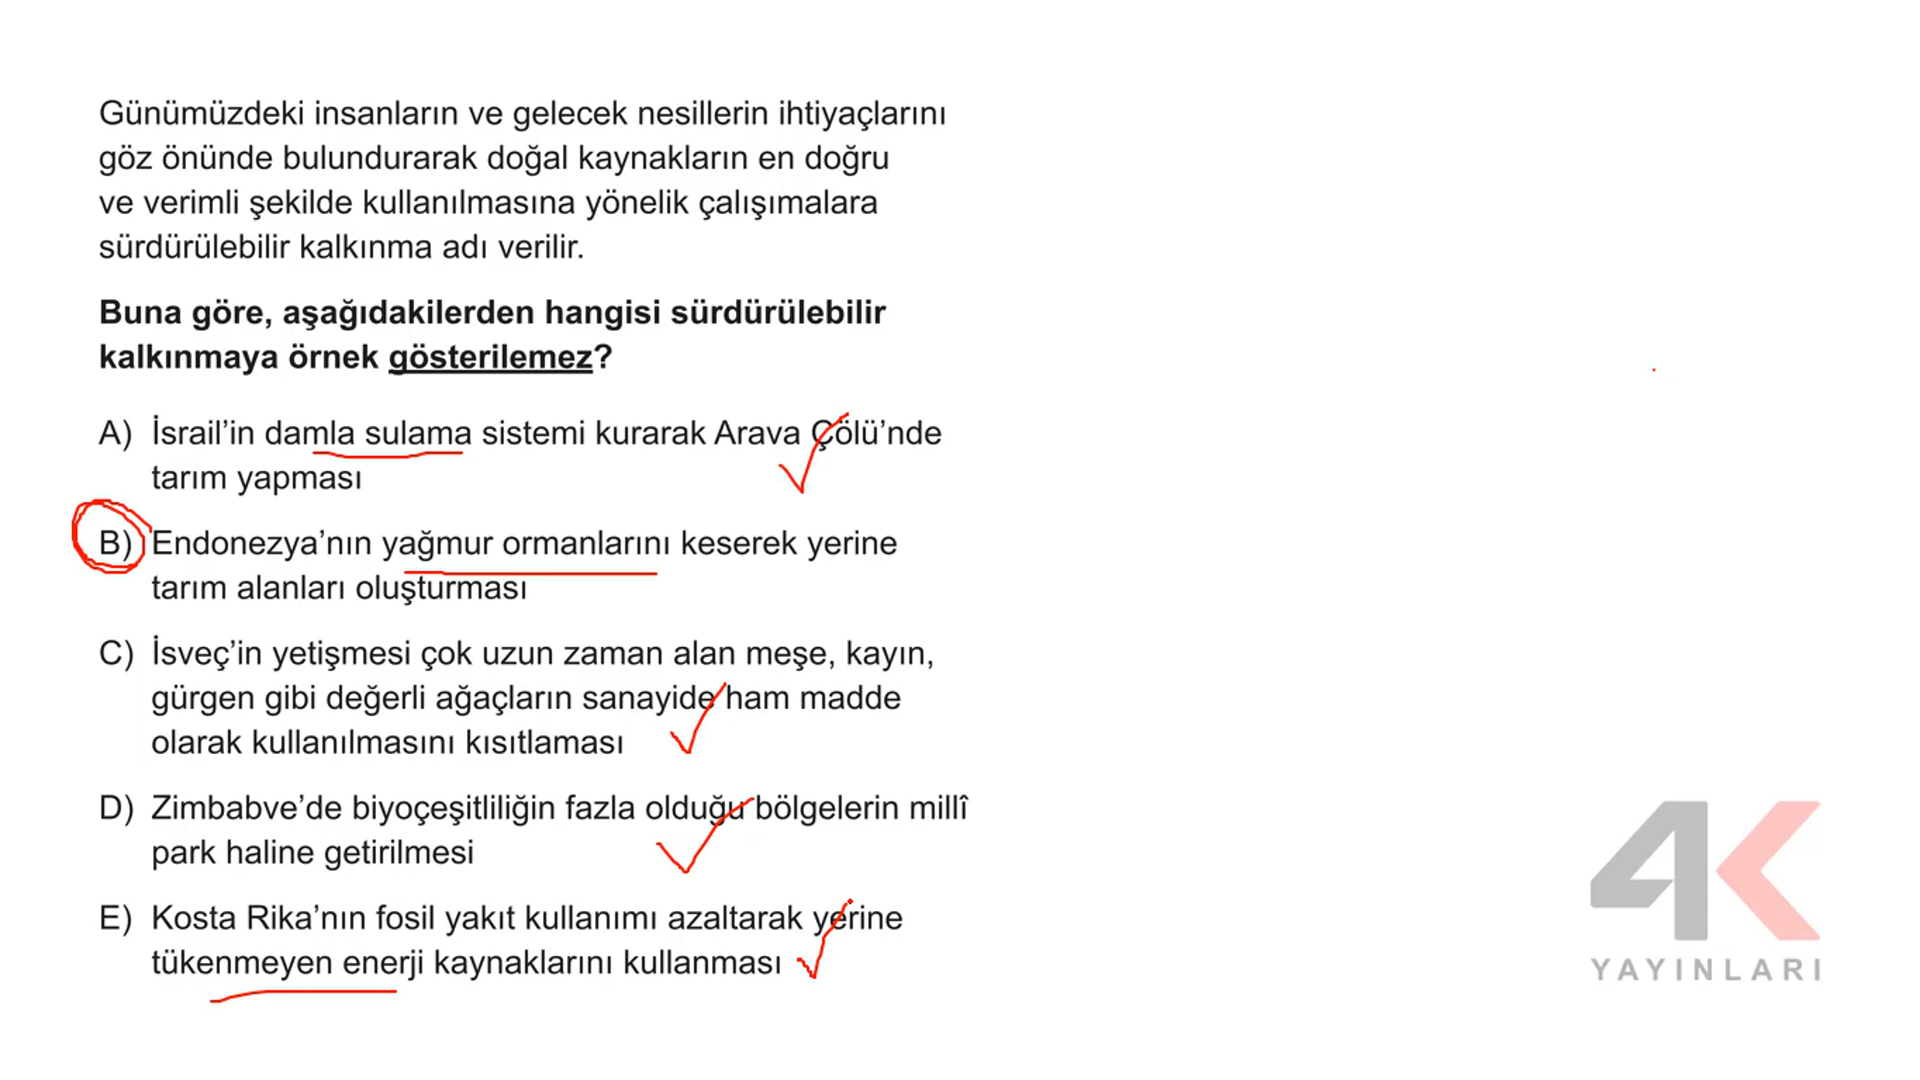 Günümüzdeki insanların ve gelecek nesillerin ihtiyaçlarını
göz önünde bulundurarak doğal kaynakların en doğru
ve verimli şekilde kullanılmasına yönelik çalışımalara
sürdürülebilir kalkınma adı verilir.
Buna göre, aşağıdakilerden hangisi sürdürülebilir
kalkınmaya örnek gösterilemez?
A) İsrail’in damla sulama sistemi kurarak Arava Çölü’nde
tarım yapması
B) Endonezya’nın yağmur ormanlarını keserek yerine
tarım alanları oluşturması
C) İsveç’in yetişmesi çok uzun zaman alan meşe, kayın,
gürgen gibi değerli ağaçların sanayide ham madde
olarak kullanılmasını kısıtlaması
D) Zimbabve’de biyoçeşitliliğin fazla olduğu bölgelerin millî
park haline getirilmesi
E) Kosta Rika’nın fosil yakıt kullanımı azaltarak yerine
tükenmeyen enerji kaynaklarını kullanması
4K
YAYINLARI